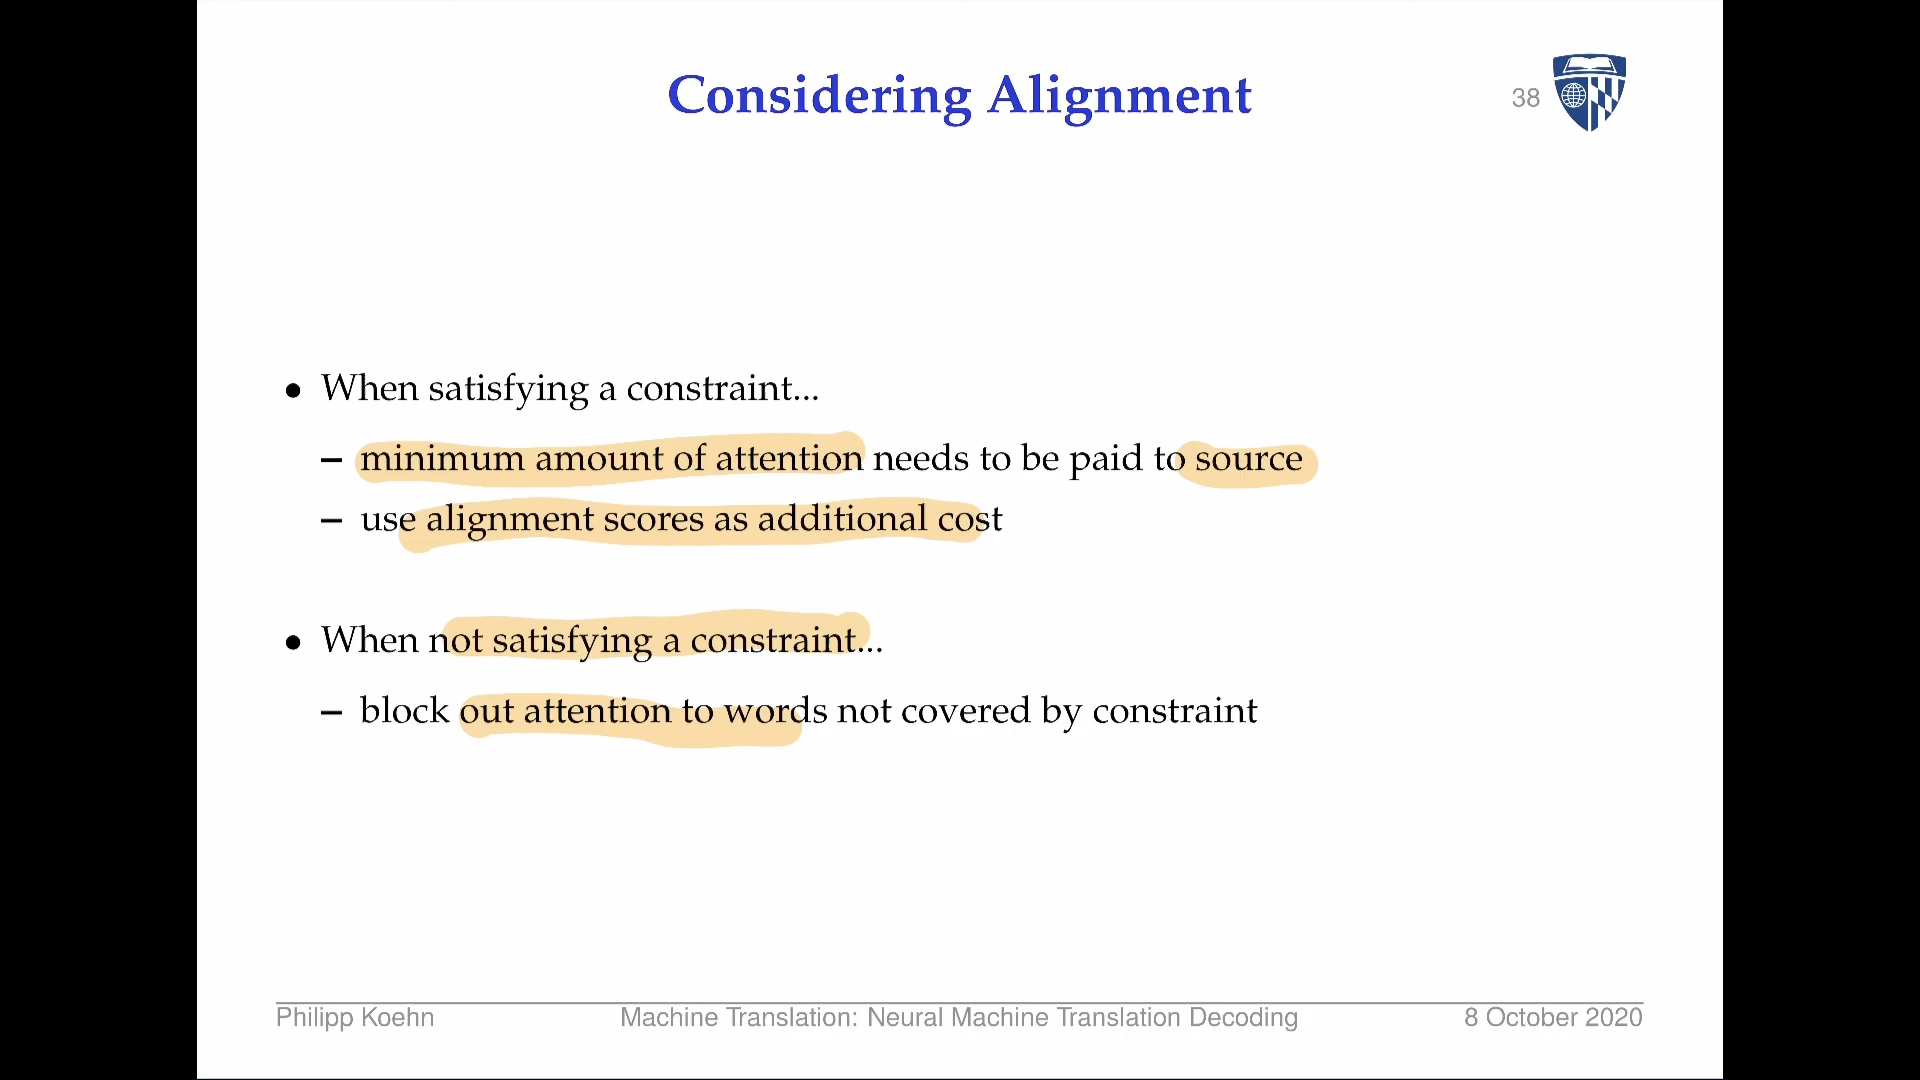 Considering Alignment
38
• When satisfying a constraint...
– minimum amount of attention needs to be paid to source
– use alignment scores as additional cost
• When not satisfying a constraint...
– block out attention to words not covered by constraint
Philipp Koehn Machine Translation: Neural Machine Translation Decoding 8 October 2020